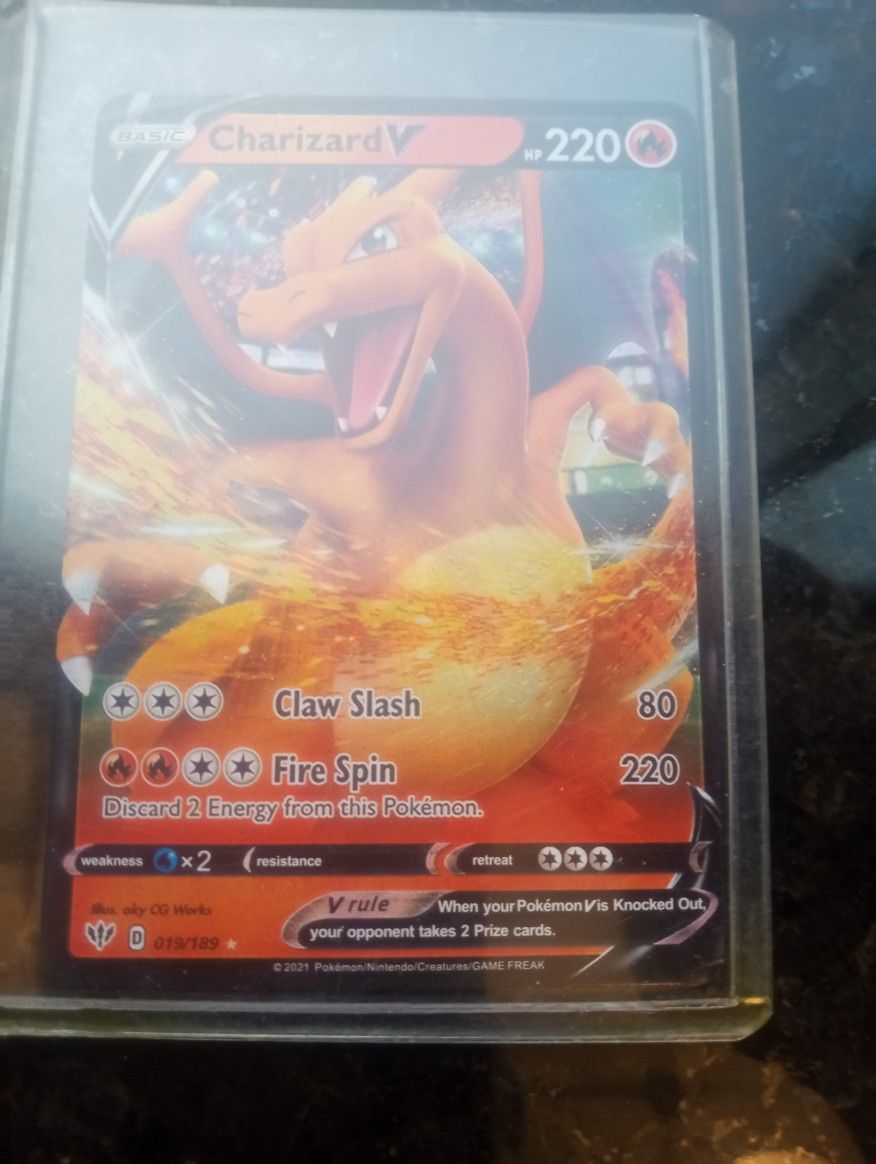 BASIC Charizard V HP 220
Claw Slash 80
Fire Spin 220
Discard 2 Energy from this Pokémon.
weakness ×2 resistance retreat
Illus. aky CG Works
V rule When your Pokémon V is Knocked Out,
your opponent takes 2 Prize cards.
D 019/189
©2021 Pokémon/Nintendo/Creatures/GAME FREAK